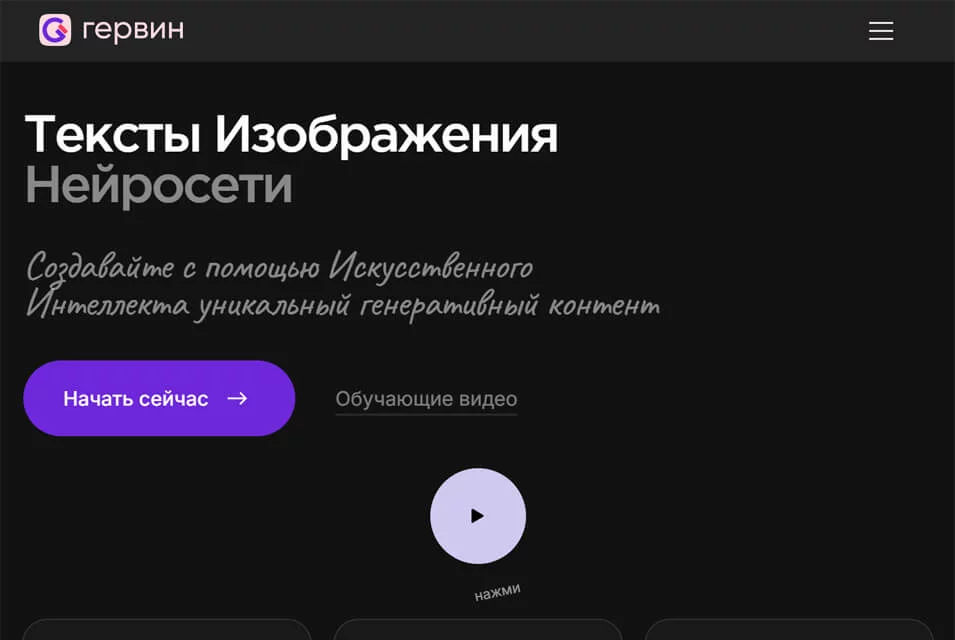 гервин
Тексты Изображения
Нейросети
Создавайте с помощью Искусственного
Интеллекта уникальный генеративный контент
Начать сейчас →
Обучающие видео
нажми